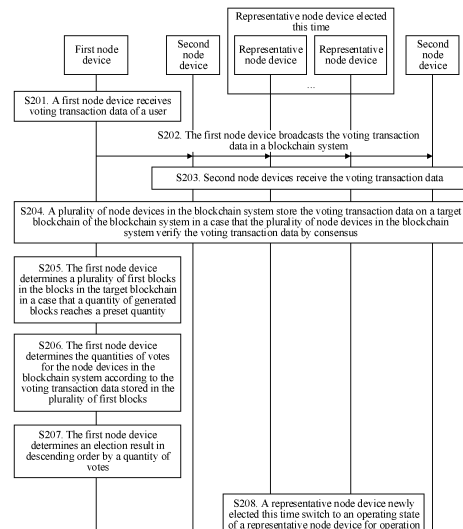 Representative node device elected
this time
First node
device
Second
node
device
Representative
node device
Representative
node device
Second
node
device
...
S201. A first node device receives
voting transaction data of a user
S202. The first node device broadcasts the voting transaction
data in a blockchain system
S203. Second node devices receive the voting transaction data
S204. A plurality of node devices in the blockchain system store the voting transaction data on a target
blockchain of the blockchain system in a case that the plurality of node devices in the blockchain
system verify the voting transaction data by consensus
S205. The first node device
determines a plurality of first blocks
in the blocks in the target blockchain
in a case that a quantity of generated
blocks reaches a preset quantity
S206. The first node device
determines the quantities of votes
for the node devices in the
blockchain system according to the
voting transaction data stored in the
plurality of first blocks
S207. The first node device
determines an election result in
descending order by a quantity of
votes
S208. A representative node device newly
elected this time switch to an operating state
of a representative node device for operation